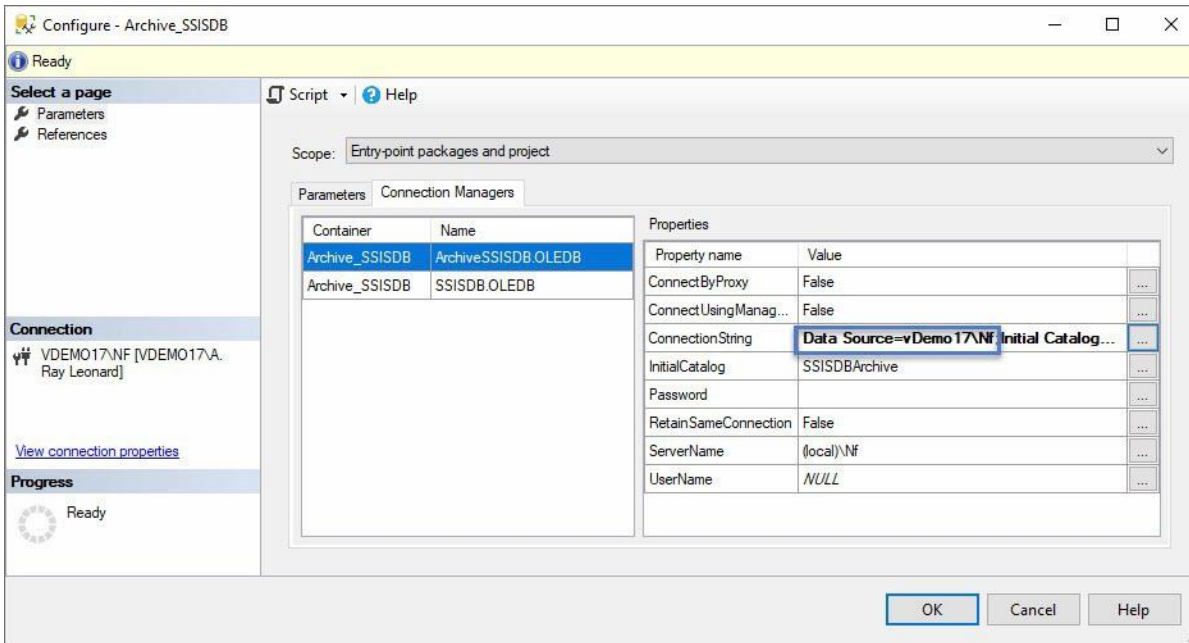 Configure - Archive_SSISDB
Ready
Select a page
Parameters
References
Connection
VDEMO17\NF [VDEMO17\A.
Ray Leonard]
View connection properties
Progress
Ready
Script
Help
Scope: Entry-point packages and project
Parameters Connection Managers
Container Name
Archive_SSISDB ArchiveSSISDB.OLEDB
Archive_SSISDB SSISDB.OLEDB
Properties
Property name Value
ConnectByProxy False ...
ConnectUsingManag... False ...
ConnectionString Data Source=vDemo17\Nf;Initial Catalog... ...
InitialCatalog SSISDBArchive ...
Password ...
RetainSameConnection False ...
ServerName (local)\Nf ...
UserName NULL ...
OK Cancel Help